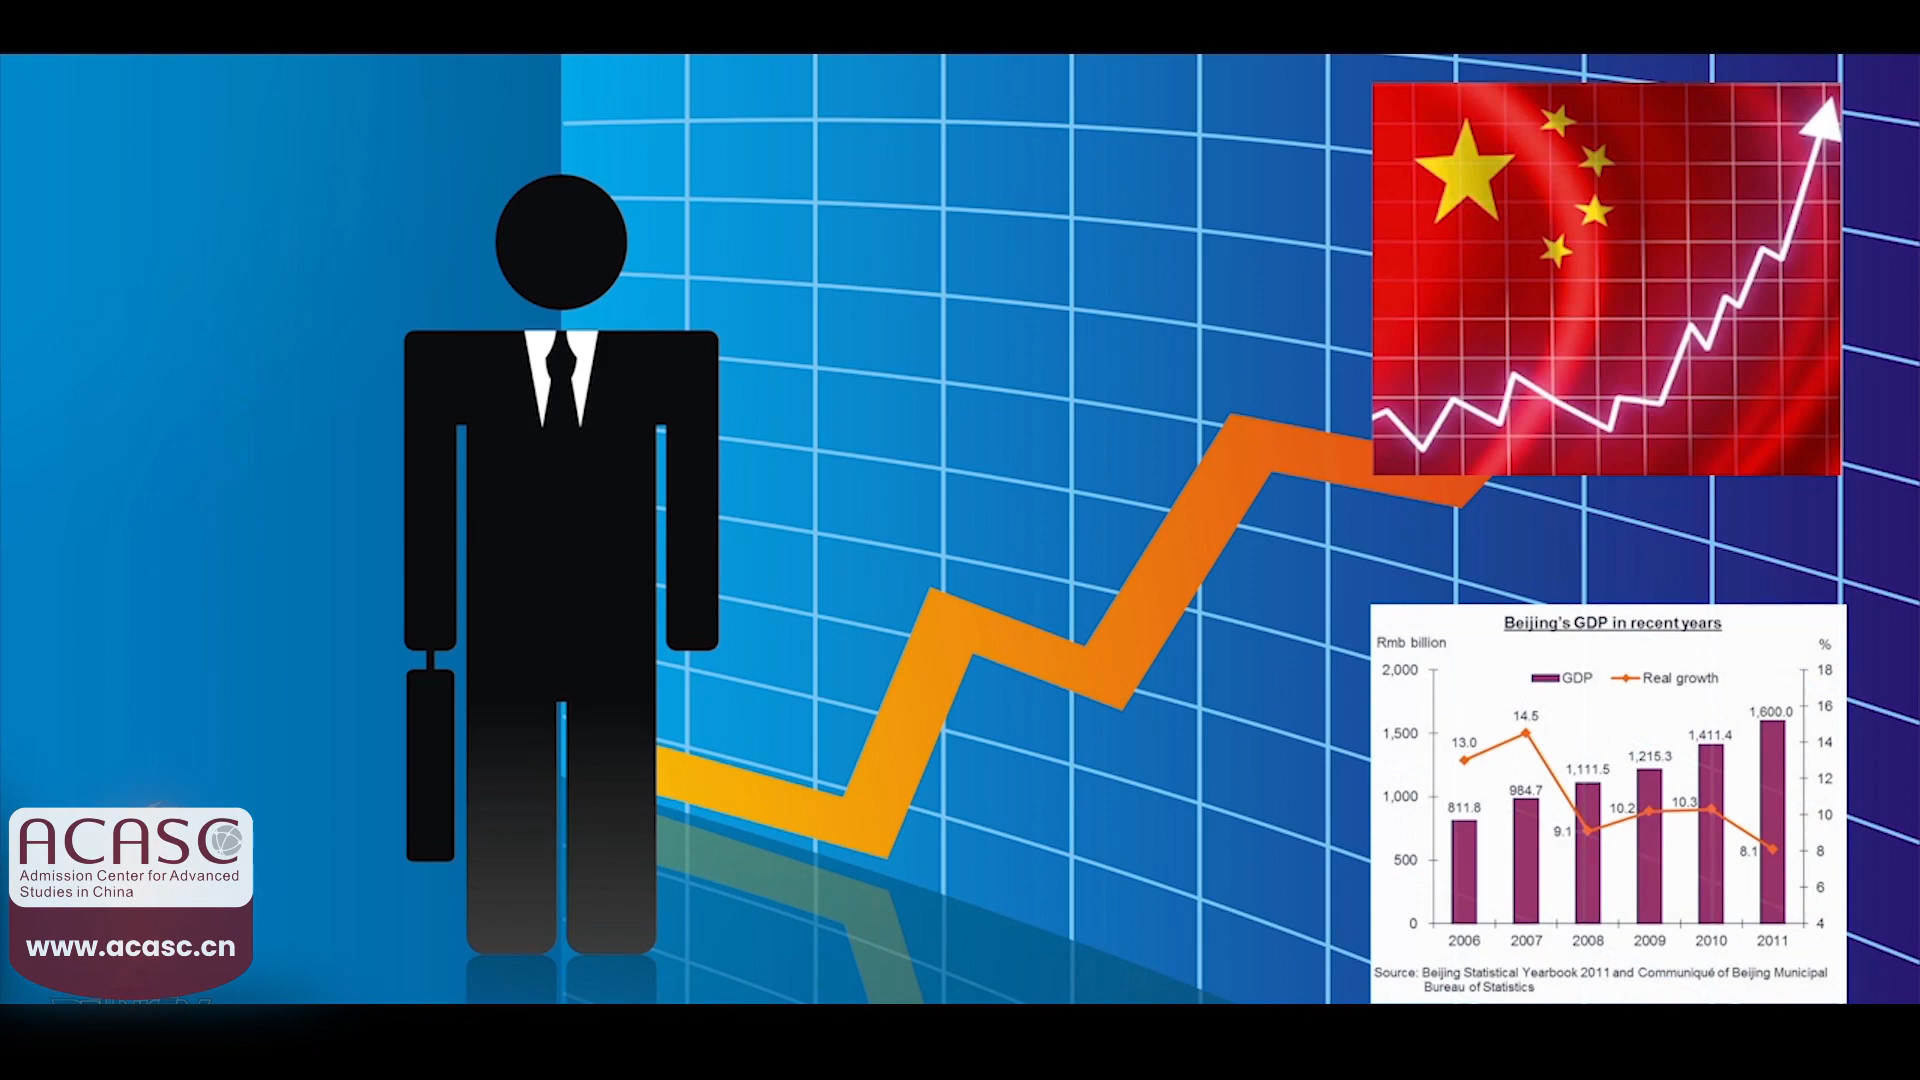 ACASC
Admission Center for Advanced
Studies in China
www.acasc.cn
Beijing's GDP in recent years
Rmb billion
%
GDP
Real growth
2,000
1,500
1,000
500
0
18
16
14
12
10
8
6
4
13.0
14.5
9.1
10.2
10.3
8.1
811.8
984.7
1,111.5
1,215.3
1,411.4
1,600.0
2006 2007 2008 2009 2010 2011
Source: Beijing Statistical Yearbook 2011 and Communiqué of Beijing Municipal
Bureau of Statistics